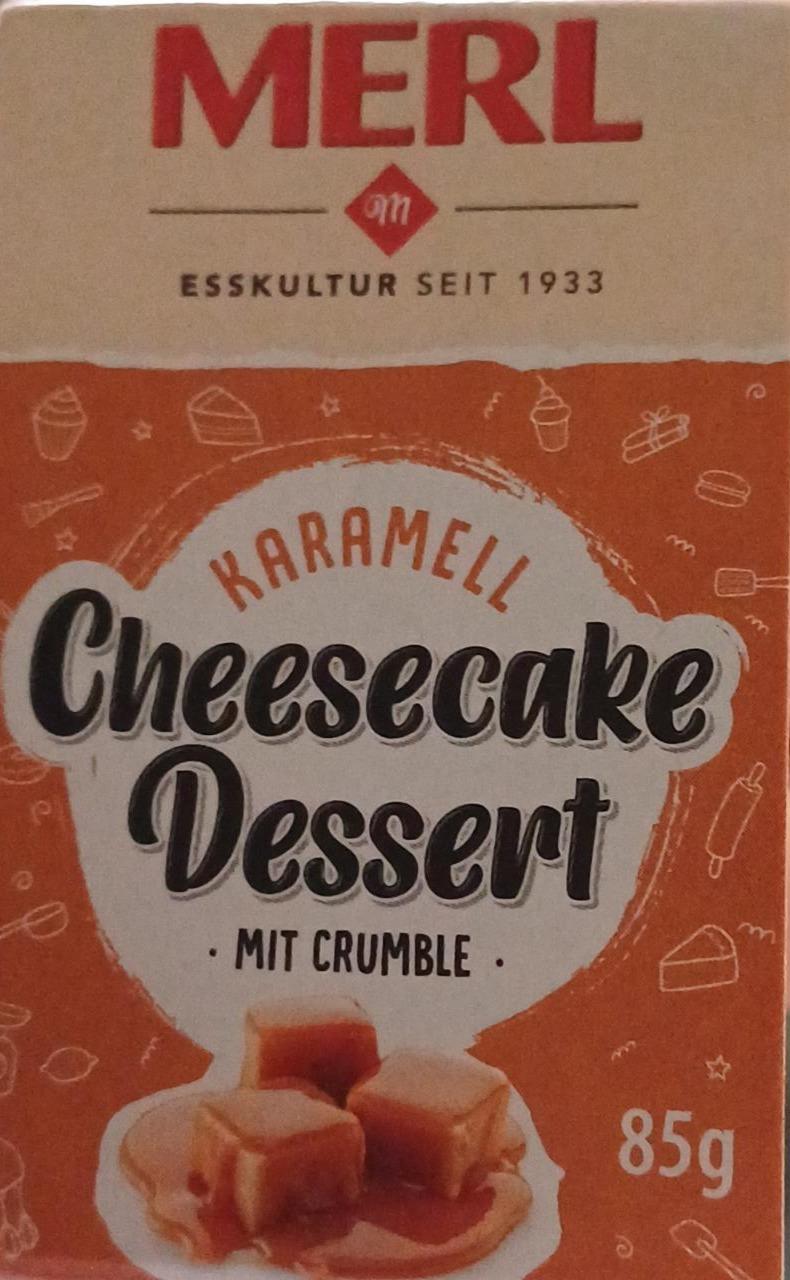 MERL
m
ESSKULTUR SEIT 1933
KARAMELL
Cheesecake
Dessert
· MIT CRUMBLE ·
85g